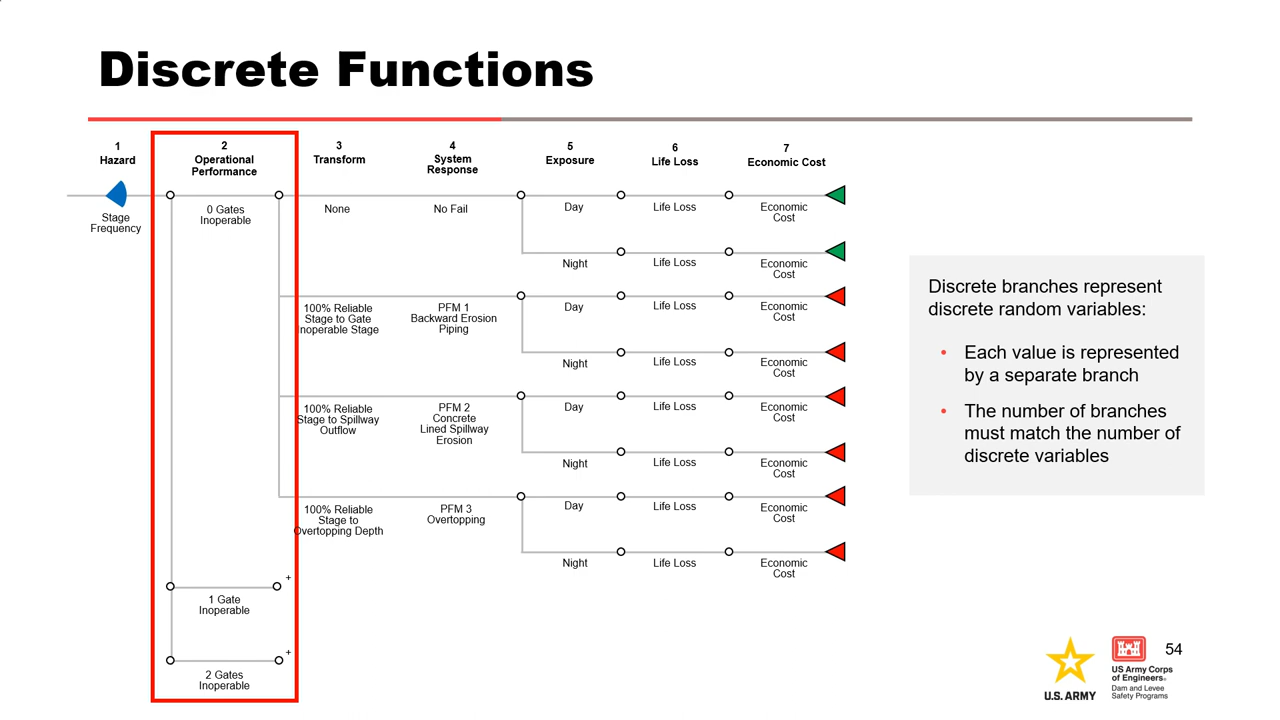 Discrete Functions
1
Hazard
2
Operational
Performance
3
Transform
4
System
Response
5
Exposure
6
Life Loss
7
Economic Cost
Stage
Frequency
0 Gates
Inoperable
None
No Fail
Day
Life Loss
Economic
Cost
Night
Life Loss
Economic
Cost
100% Reliable
Stage to Gate
Inoperable Stage
PFM 1
Backward Erosion
Piping
Day
Life Loss
Economic
Cost
Night
Life Loss
Economic
Cost
100% Reliable
Stage to Spillway
Outflow
PFM 2
Concrete
Lined Spillway
Erosion
Day
Life Loss
Economic
Cost
Night
Life Loss
Economic
Cost
100% Reliable
Stage to
Overtopping Depth
PFM 3
Overtopping
Day
Life Loss
Economic
Cost
Night
Life Loss
Economic
Cost
+
1 Gate
Inoperable
+
2 Gates
Inoperable
Discrete branches represent
discrete random variables:
• Each value is represented
by a separate branch
• The number of branches
must match the number of
discrete variables
U.S. ARMY
US Army Corps
of Engineers®
Dam and Levee
Safety Programs
54